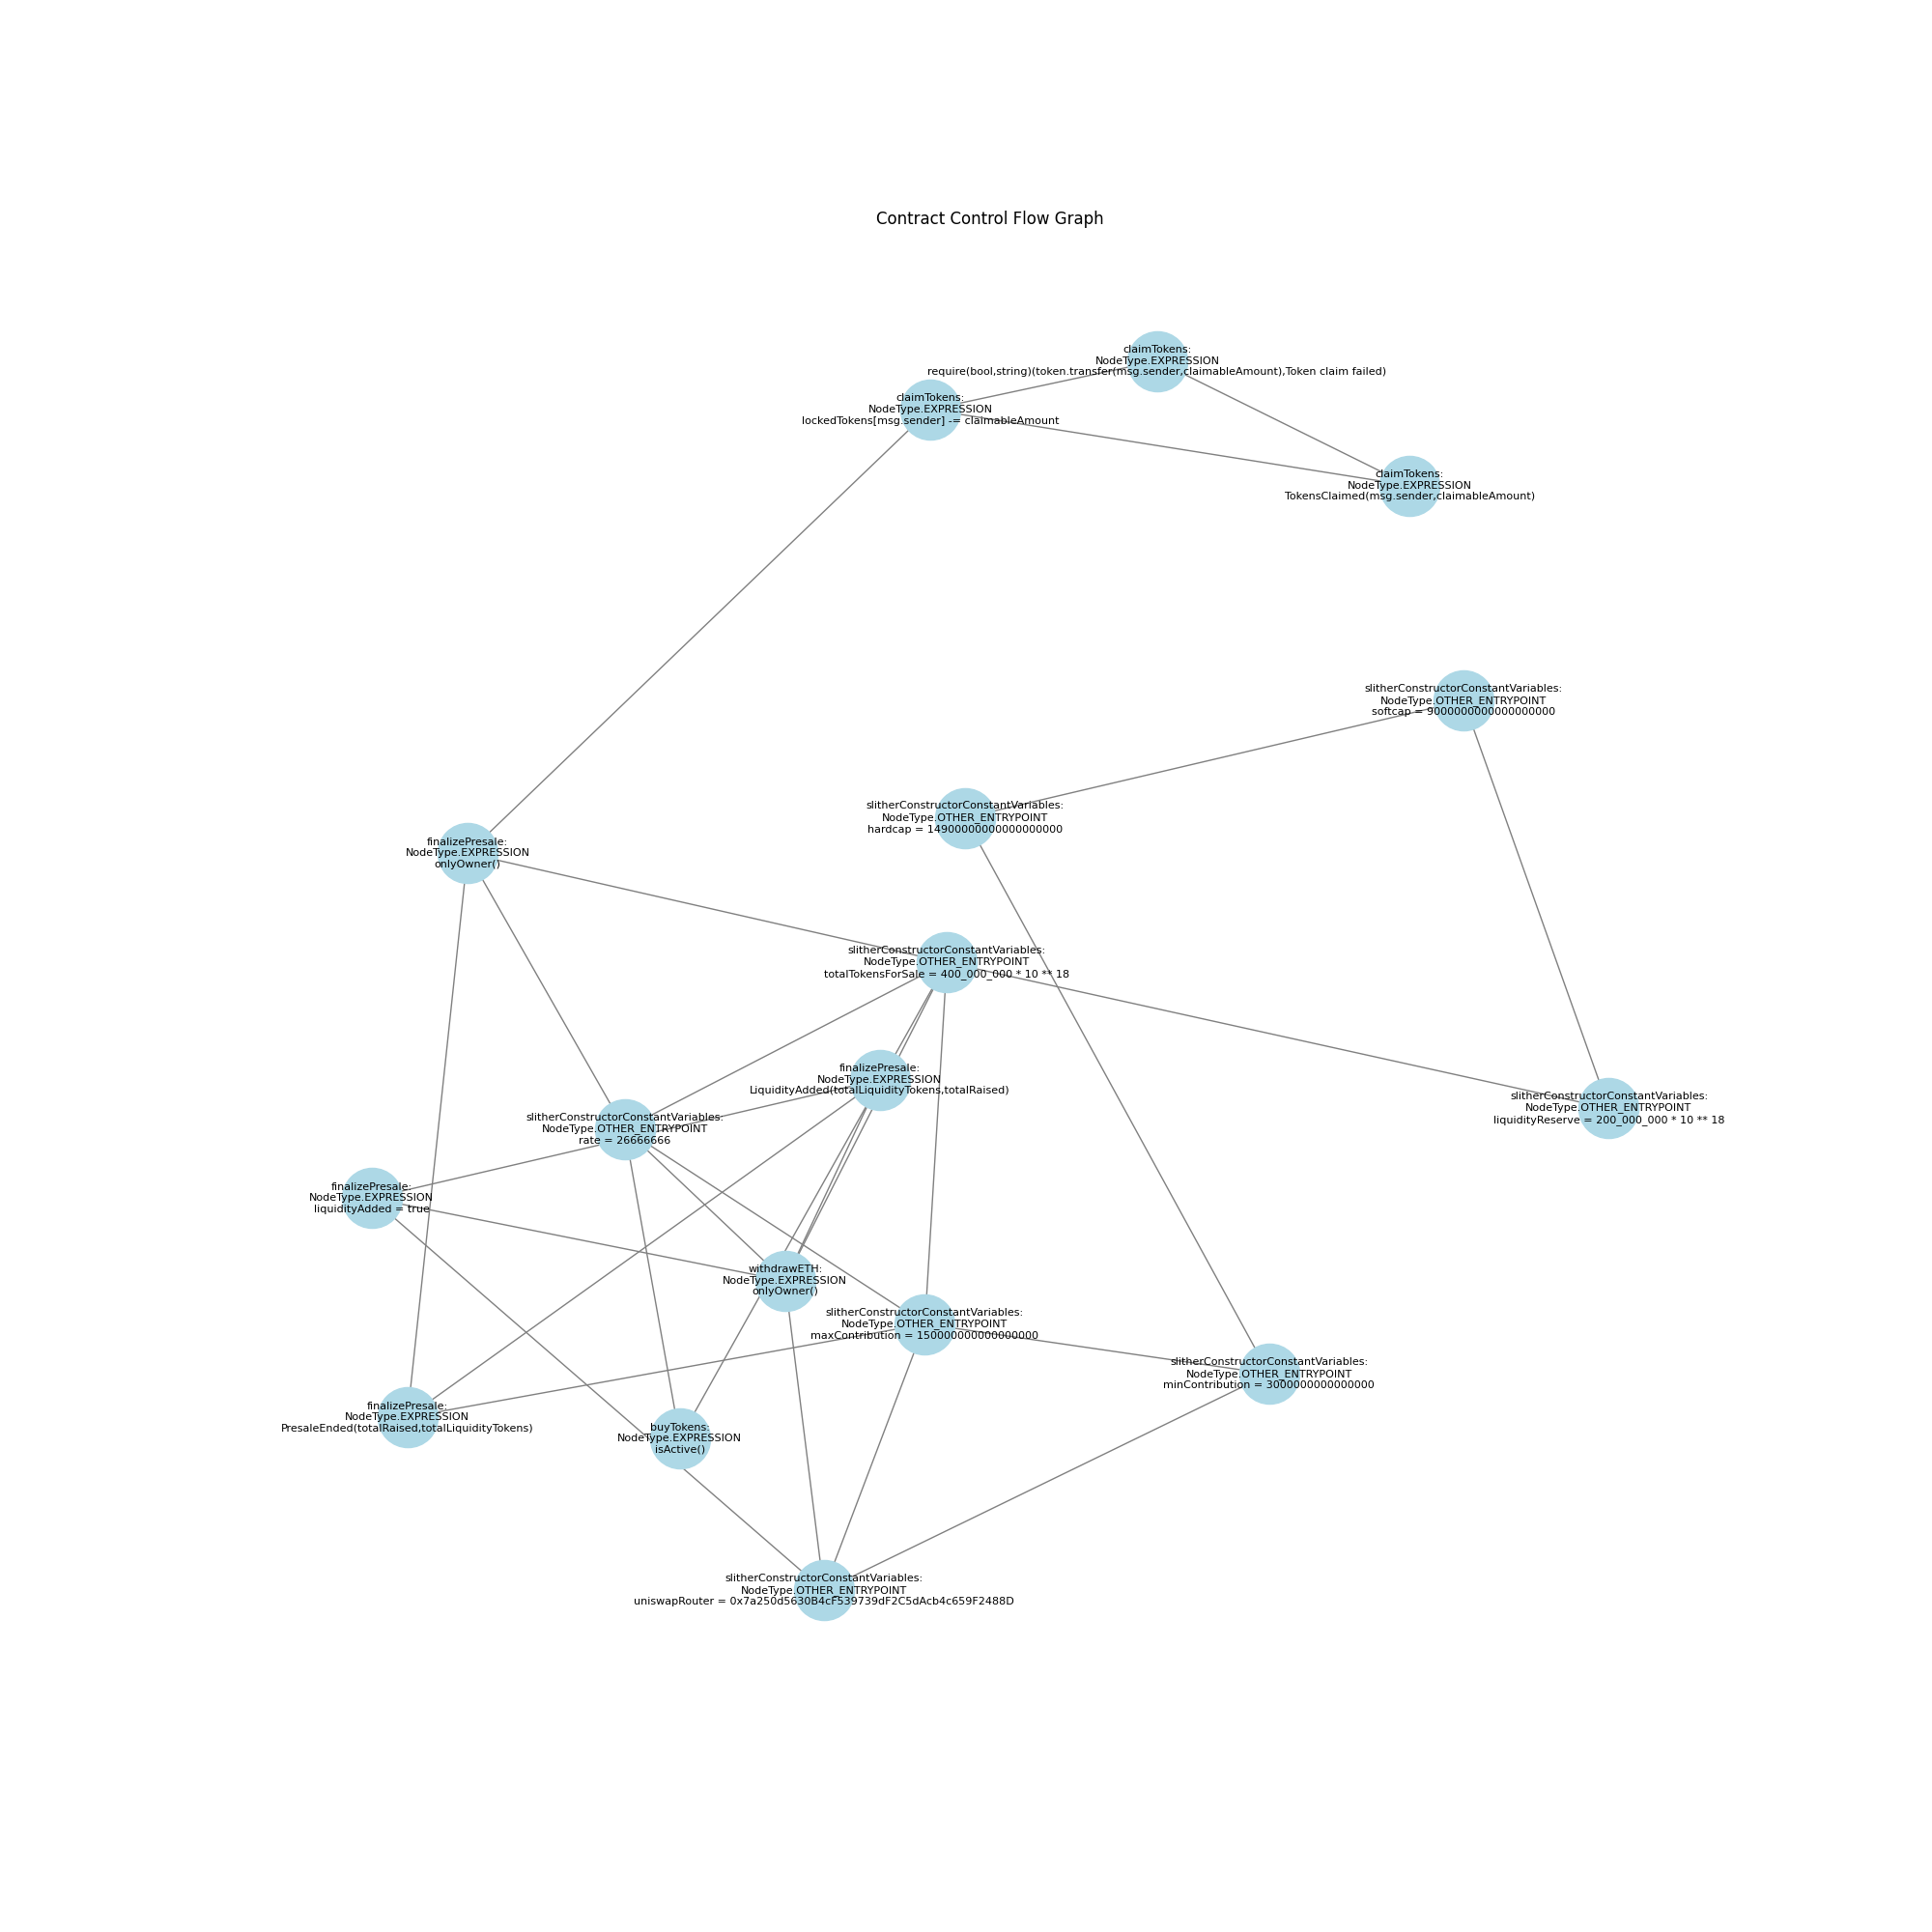 Contract Control Flow Graph
claimTokens:
NodeType.EXPRESSION
require(bool,string)(token.transfer(msg.sender,claimableAmount),Token claim failed)
claimTokens:
NodeType.EXPRESSION
lockedTokens[msg.sender] -= claimableAmount
claimTokens:
NodeType.EXPRESSION
TokensClaimed(msg.sender,claimableAmount)
slitherConstructorConstantVariables:
NodeType.OTHER_ENTRYPOINT
softcap = 9000000000000000000
slitherConstructorConstantVariables:
NodeType.OTHER_ENTRYPOINT
hardcap = 14900000000000000000
finalizePresale:
NodeType.EXPRESSION
onlyOwner()
slitherConstructorConstantVariables:
NodeType.OTHER_ENTRYPOINT
totalTokensForSale = 400_000_000 * 10 ** 18
finalizePresale:
NodeType.EXPRESSION
LiquidityAdded(totalLiquidityTokens,totalRaised)
slitherConstructorConstantVariables:
NodeType.OTHER_ENTRYPOINT
liquidityReserve = 200_000_000 * 10 ** 18
slitherConstructorConstantVariables:
NodeType.OTHER_ENTRYPOINT
rate = 26666666
finalizePresale:
NodeType.EXPRESSION
liquidityAdded = true
withdrawETH:
NodeType.EXPRESSION
onlyOwner()
slitherConstructorConstantVariables:
NodeType.OTHER_ENTRYPOINT
maxContribution = 150000000000000000
slitherConstructorConstantVariables:
NodeType.OTHER_ENTRYPOINT
minContribution = 3000000000000000
finalizePresale:
NodeType.EXPRESSION
PresaleEnded(totalRaised,totalLiquidityTokens)
buyTokens:
NodeType.EXPRESSION
isActive()
slitherConstructorConstantVariables:
NodeType.OTHER_ENTRYPOINT
uniswapRouter = 0x7a250d5630B4cF539739dF2C5dAcb4c659F2488D